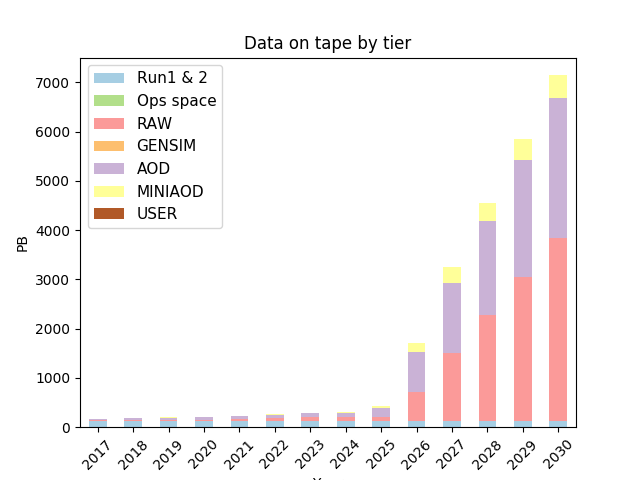 Data on tape by tier
Run1 & 2
Ops space
RAW
GENSIM
AOD
MINIAOD
USER
PB
7000
6000
5000
4000
3000
2000
1000
0
2017 2018 2019 2020 2021 2022 2023 2024 2025 2026 2027 2028 2029 2030